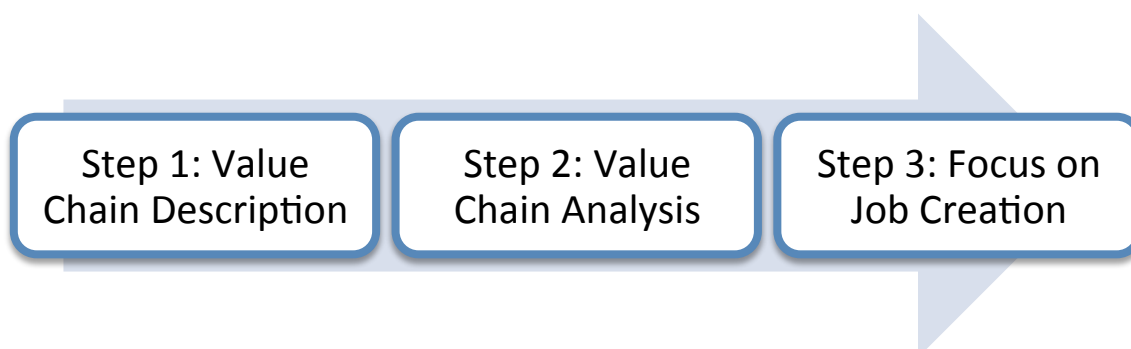 Step 1: Value
Chain Description
Step 2: Value
Chain Analysis
Step 3: Focus on
Job Creation